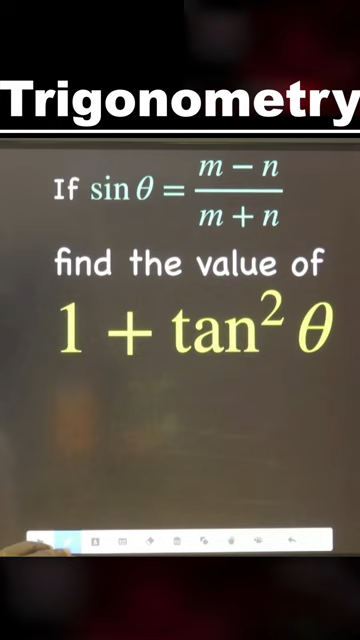 Trigonometry
If sin θ = (m − n)/(m + n)
find the value of
1 + tan² θ